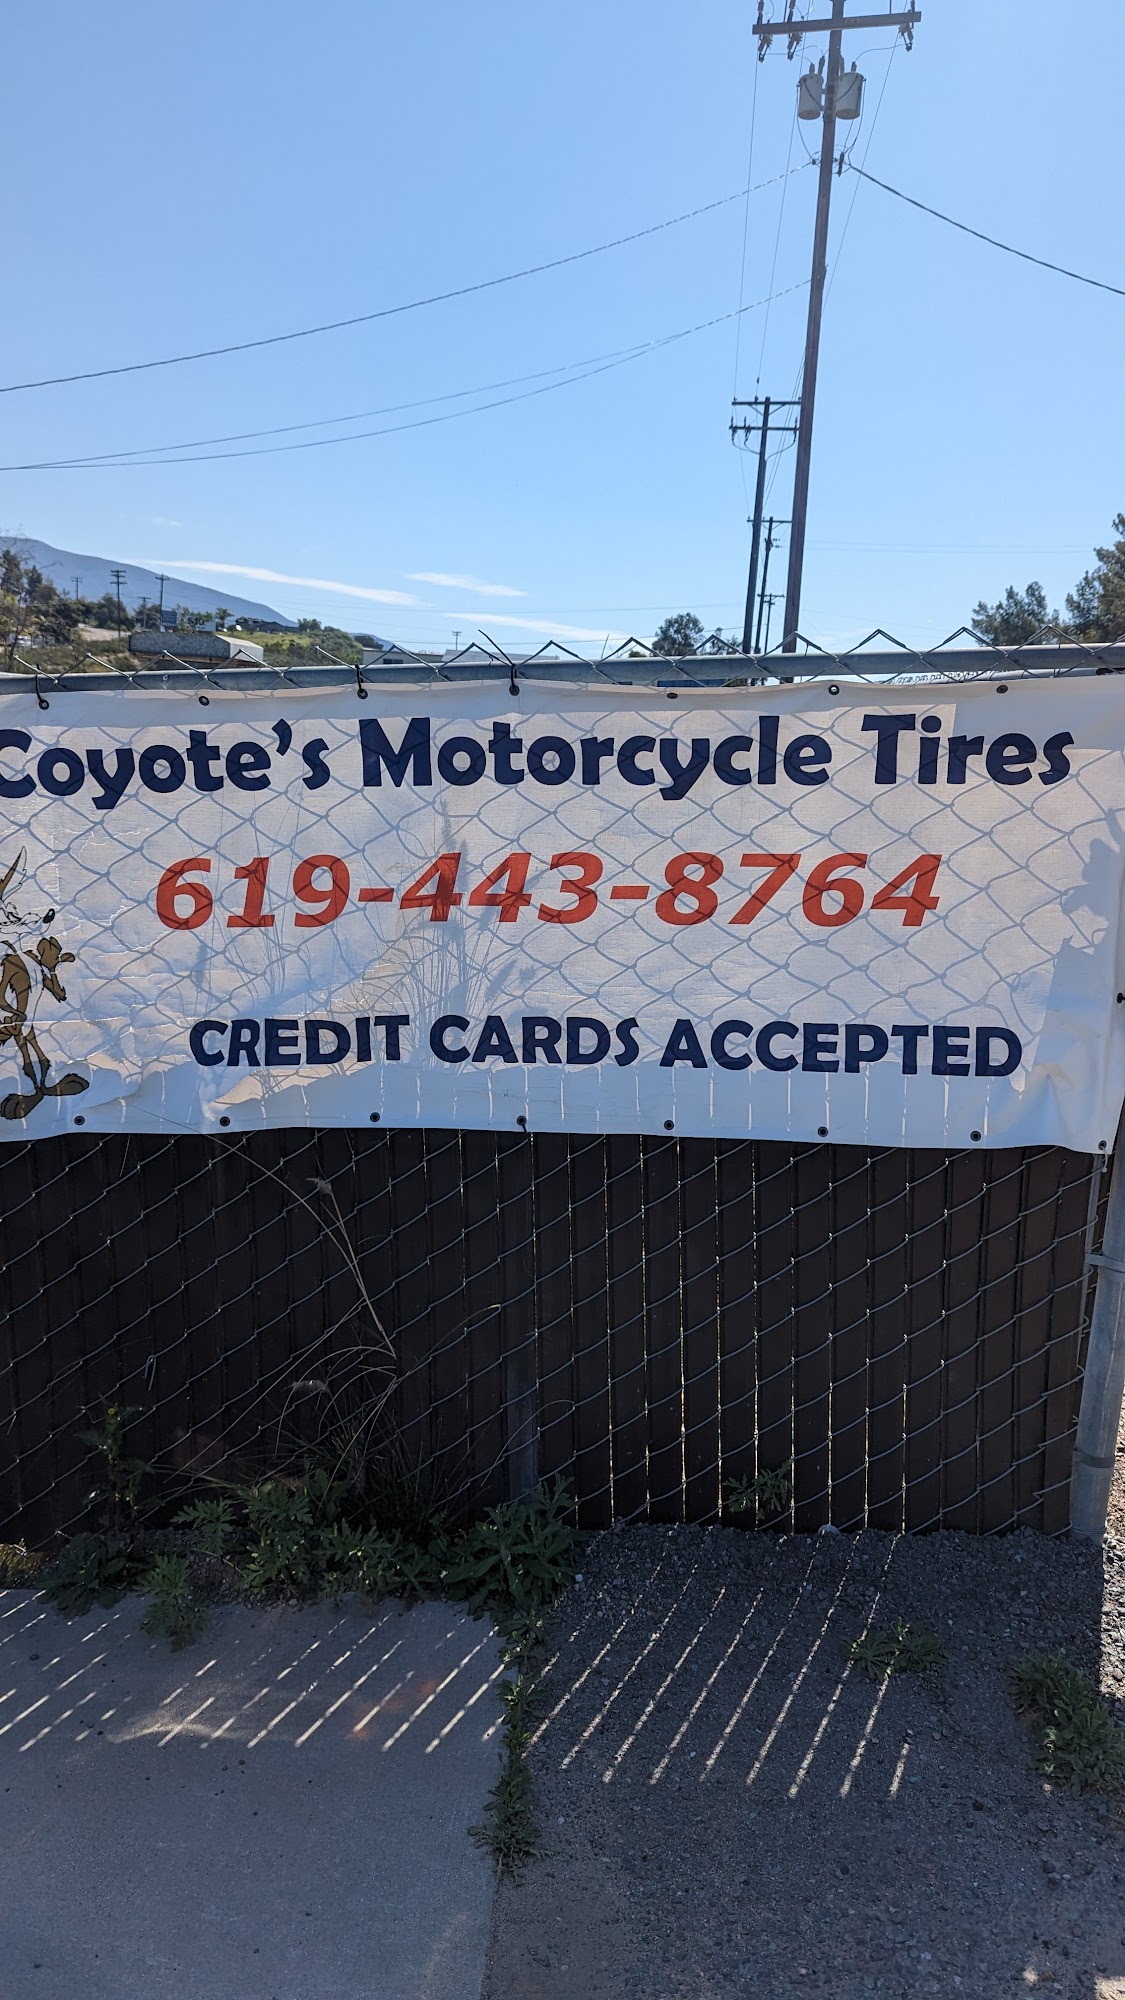 Coyote's Motorcycle Tires
619-443-8764
CREDIT CARDS ACCEPTED